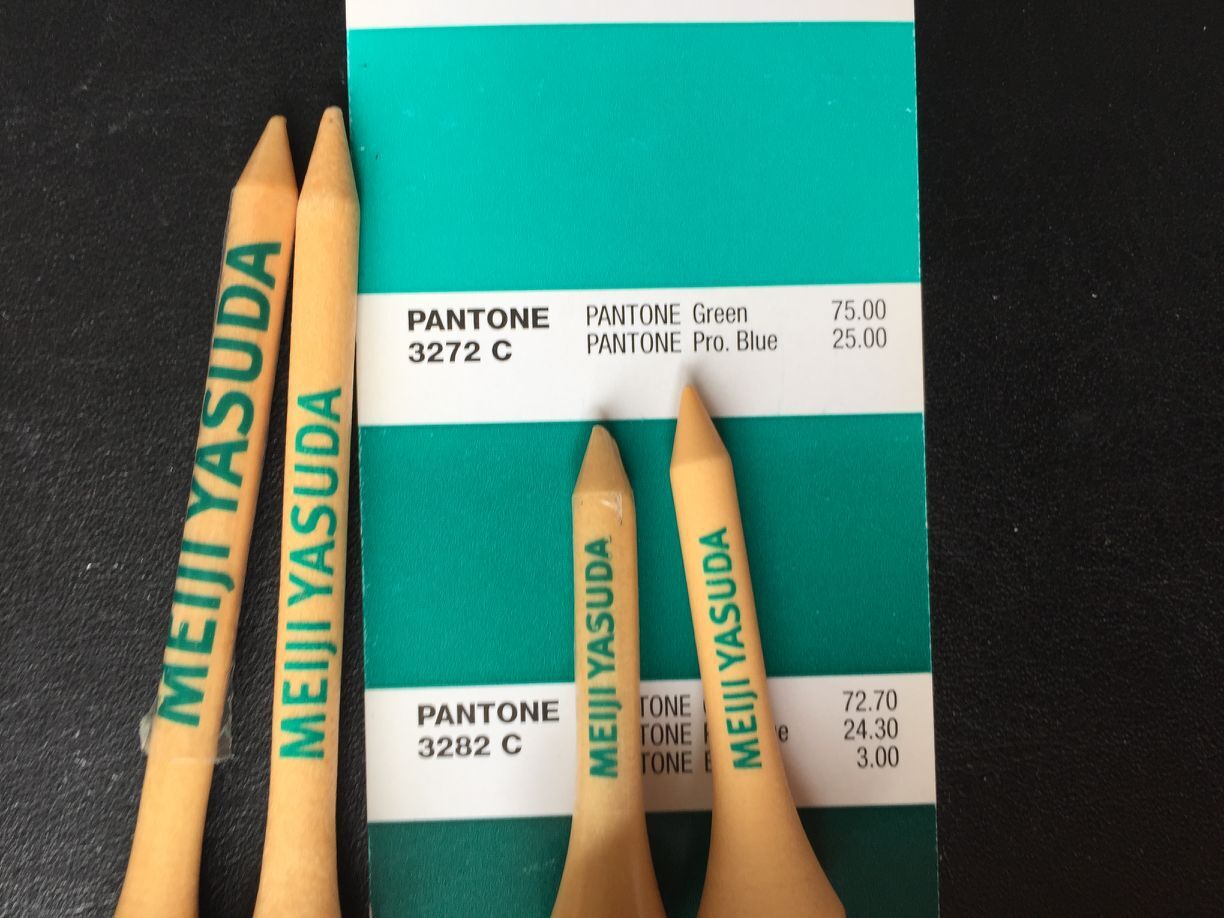 MEIJI YASUDA
MEIJI YASUDA
PANTONE
3272 C
PANTONE Green 75.00
PANTONE Pro. Blue 25.00
MEIJI YASUDA
MEIJI YASUDA
PANTONE
3282 C
72.70
24.30
3.00